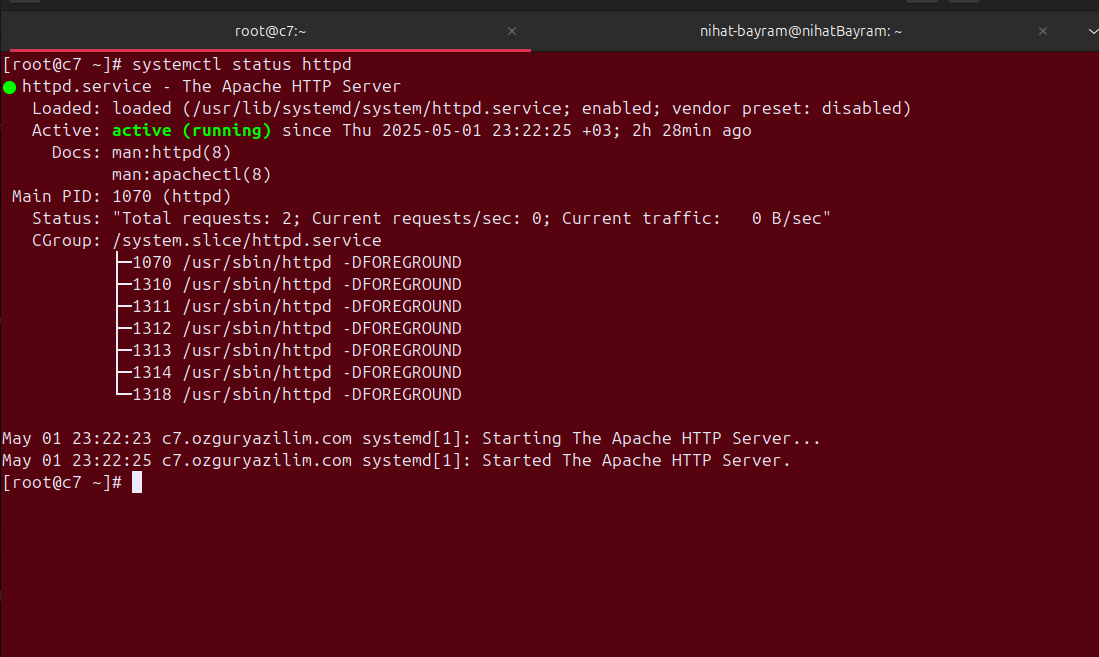 root@c7:~ × nihat-bayram@nihatBayram: ~ ×
[root@c7 ~]# systemctl status httpd
● httpd.service - The Apache HTTP Server
   Loaded: loaded (/usr/lib/systemd/system/httpd.service; enabled; vendor preset: disabled)
   Active: active (running) since Thu 2025-05-01 23:22:25 +03; 2h 28min ago
     Docs: man:httpd(8)
           man:apachectl(8)
 Main PID: 1070 (httpd)
   Status: "Total requests: 2; Current requests/sec: 0; Current traffic:   0 B/sec"
   CGroup: /system.slice/httpd.service
           ├─1070 /usr/sbin/httpd -DFOREGROUND
           ├─1310 /usr/sbin/httpd -DFOREGROUND
           ├─1311 /usr/sbin/httpd -DFOREGROUND
           ├─1312 /usr/sbin/httpd -DFOREGROUND
           ├─1313 /usr/sbin/httpd -DFOREGROUND
           ├─1314 /usr/sbin/httpd -DFOREGROUND
           └─1318 /usr/sbin/httpd -DFOREGROUND
May 01 23:22:23 c7.ozguryazilim.com systemd[1]: Starting The Apache HTTP Server...
May 01 23:22:25 c7.ozguryazilim.com systemd[1]: Started The Apache HTTP Server.
[root@c7 ~]#